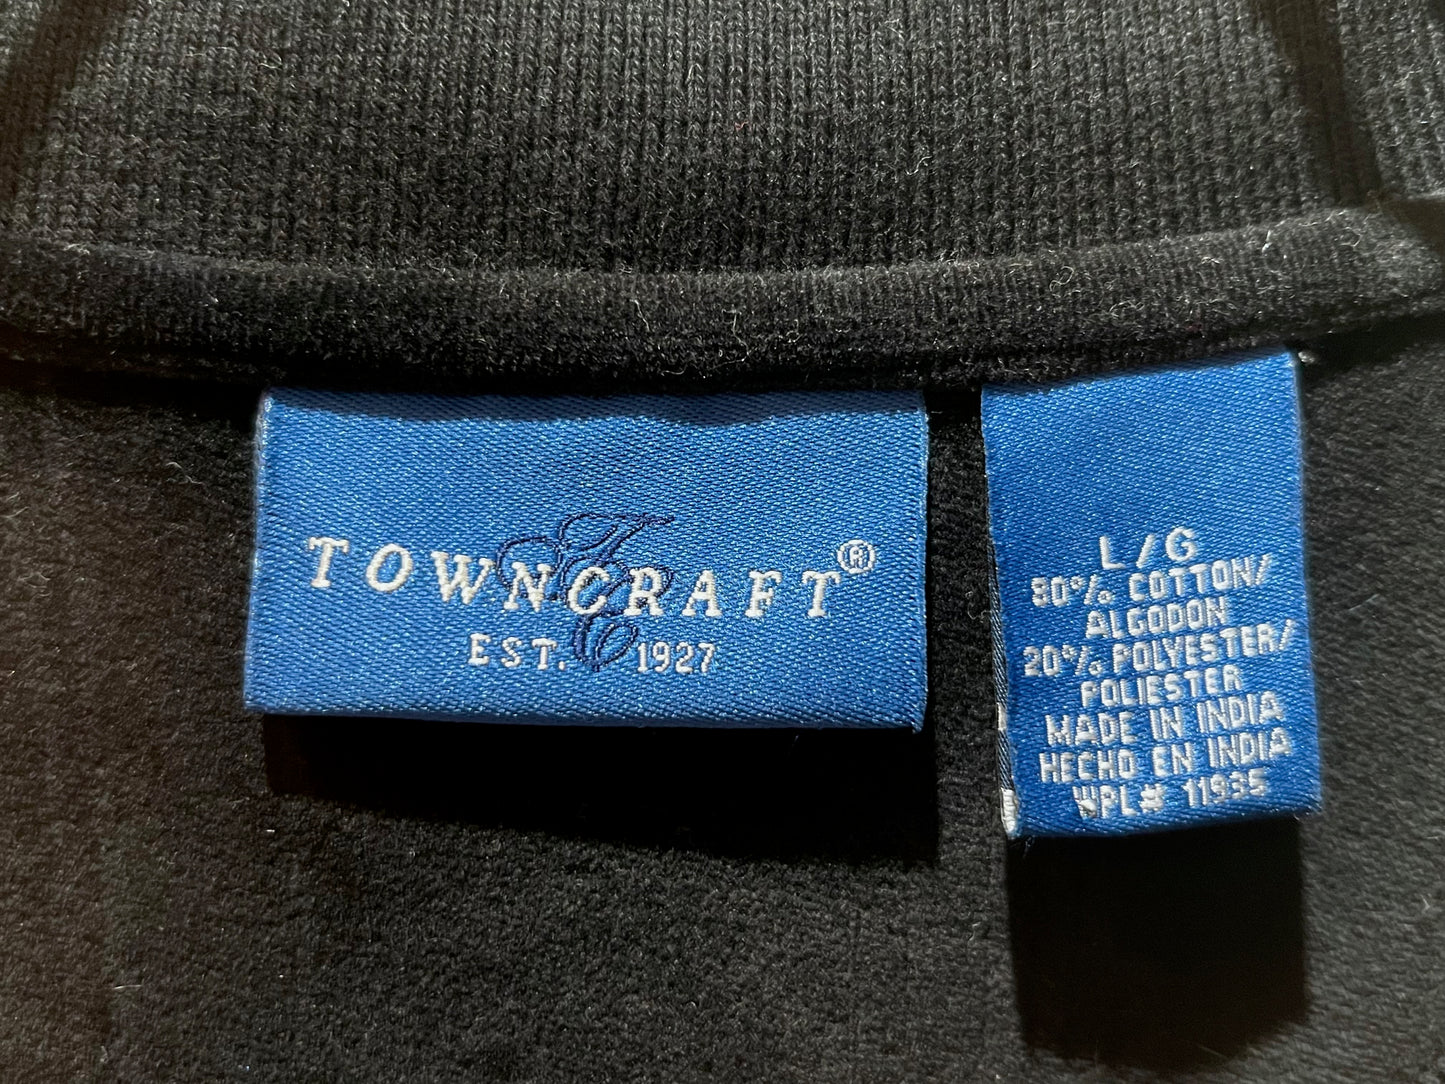 TOWNCRAFT®
EST. 1927
L/G
80% COTTON/
ALGODON
20% POLYESTER/
POLIESTER
MADE IN INDIA
HECHO EN INDIA
WPL# 11935